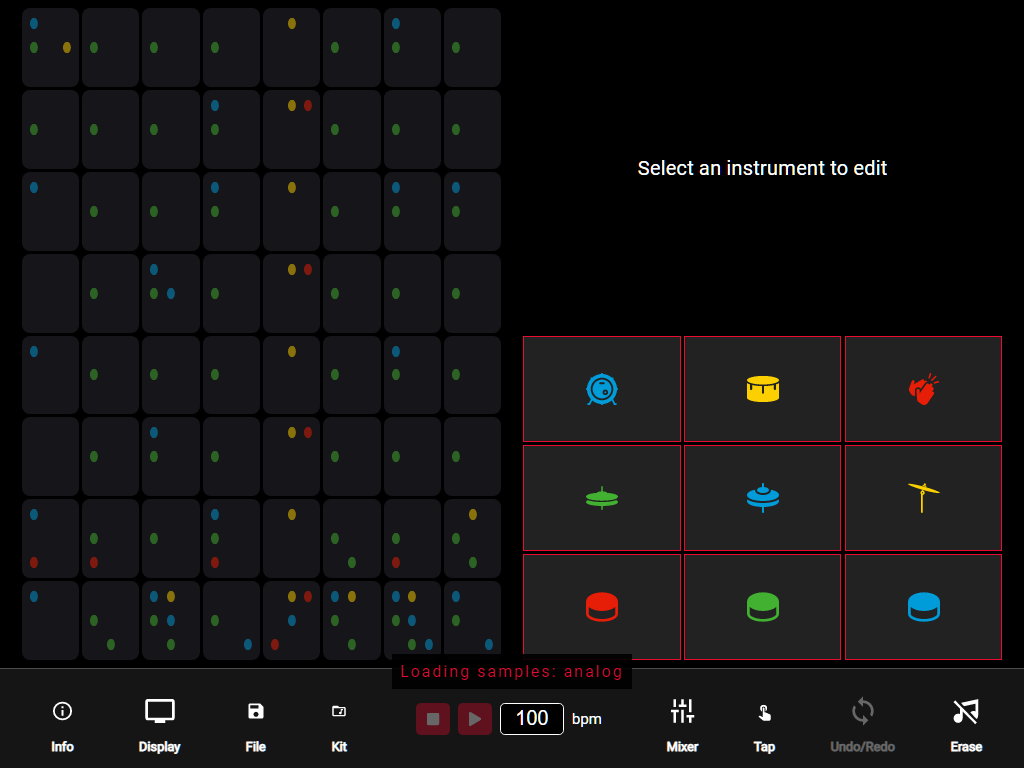 Select an instrument to edit
Loading samples: analog
100 bpm
Info Display File Kit Mixer Tap Undo/Redo Erase